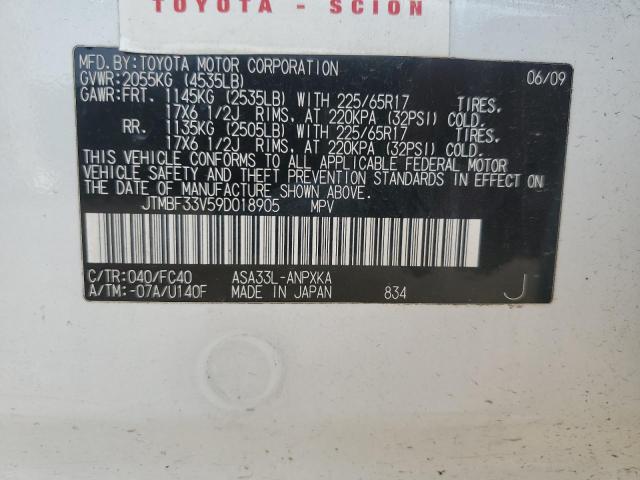 TOYOTA - SCION
MFD. BY: TOYOTA MOTOR CORPORATION 06/09
GVWR: 2055KG (4535LB)
GAWR: FRT. 1145KG (2535LB) WITH 225/65R17 TIRES,
17X6 1/2J RIMS, AT 220KPA (32PSI) COLD.
RR. 1135KG (2505LB) WITH 225/65R17 TIRES,
17X6 1/2J RIMS, AT 220KPA (32PSI) COLD.
THIS VEHICLE CONFORMS TO ALL APPLICABLE FEDERAL MOTOR
VEHICLE SAFETY AND THEFT PREVENTION STANDARDS IN EFFECT ON
THE DATE OF MANUFACTURE SHOWN ABOVE.
JTMBF33V59D018905 MPV
C/TR: 040/FC40 ASA33L-ANPXKA
A/TM: -07A/U140F MADE IN JAPAN 834 J